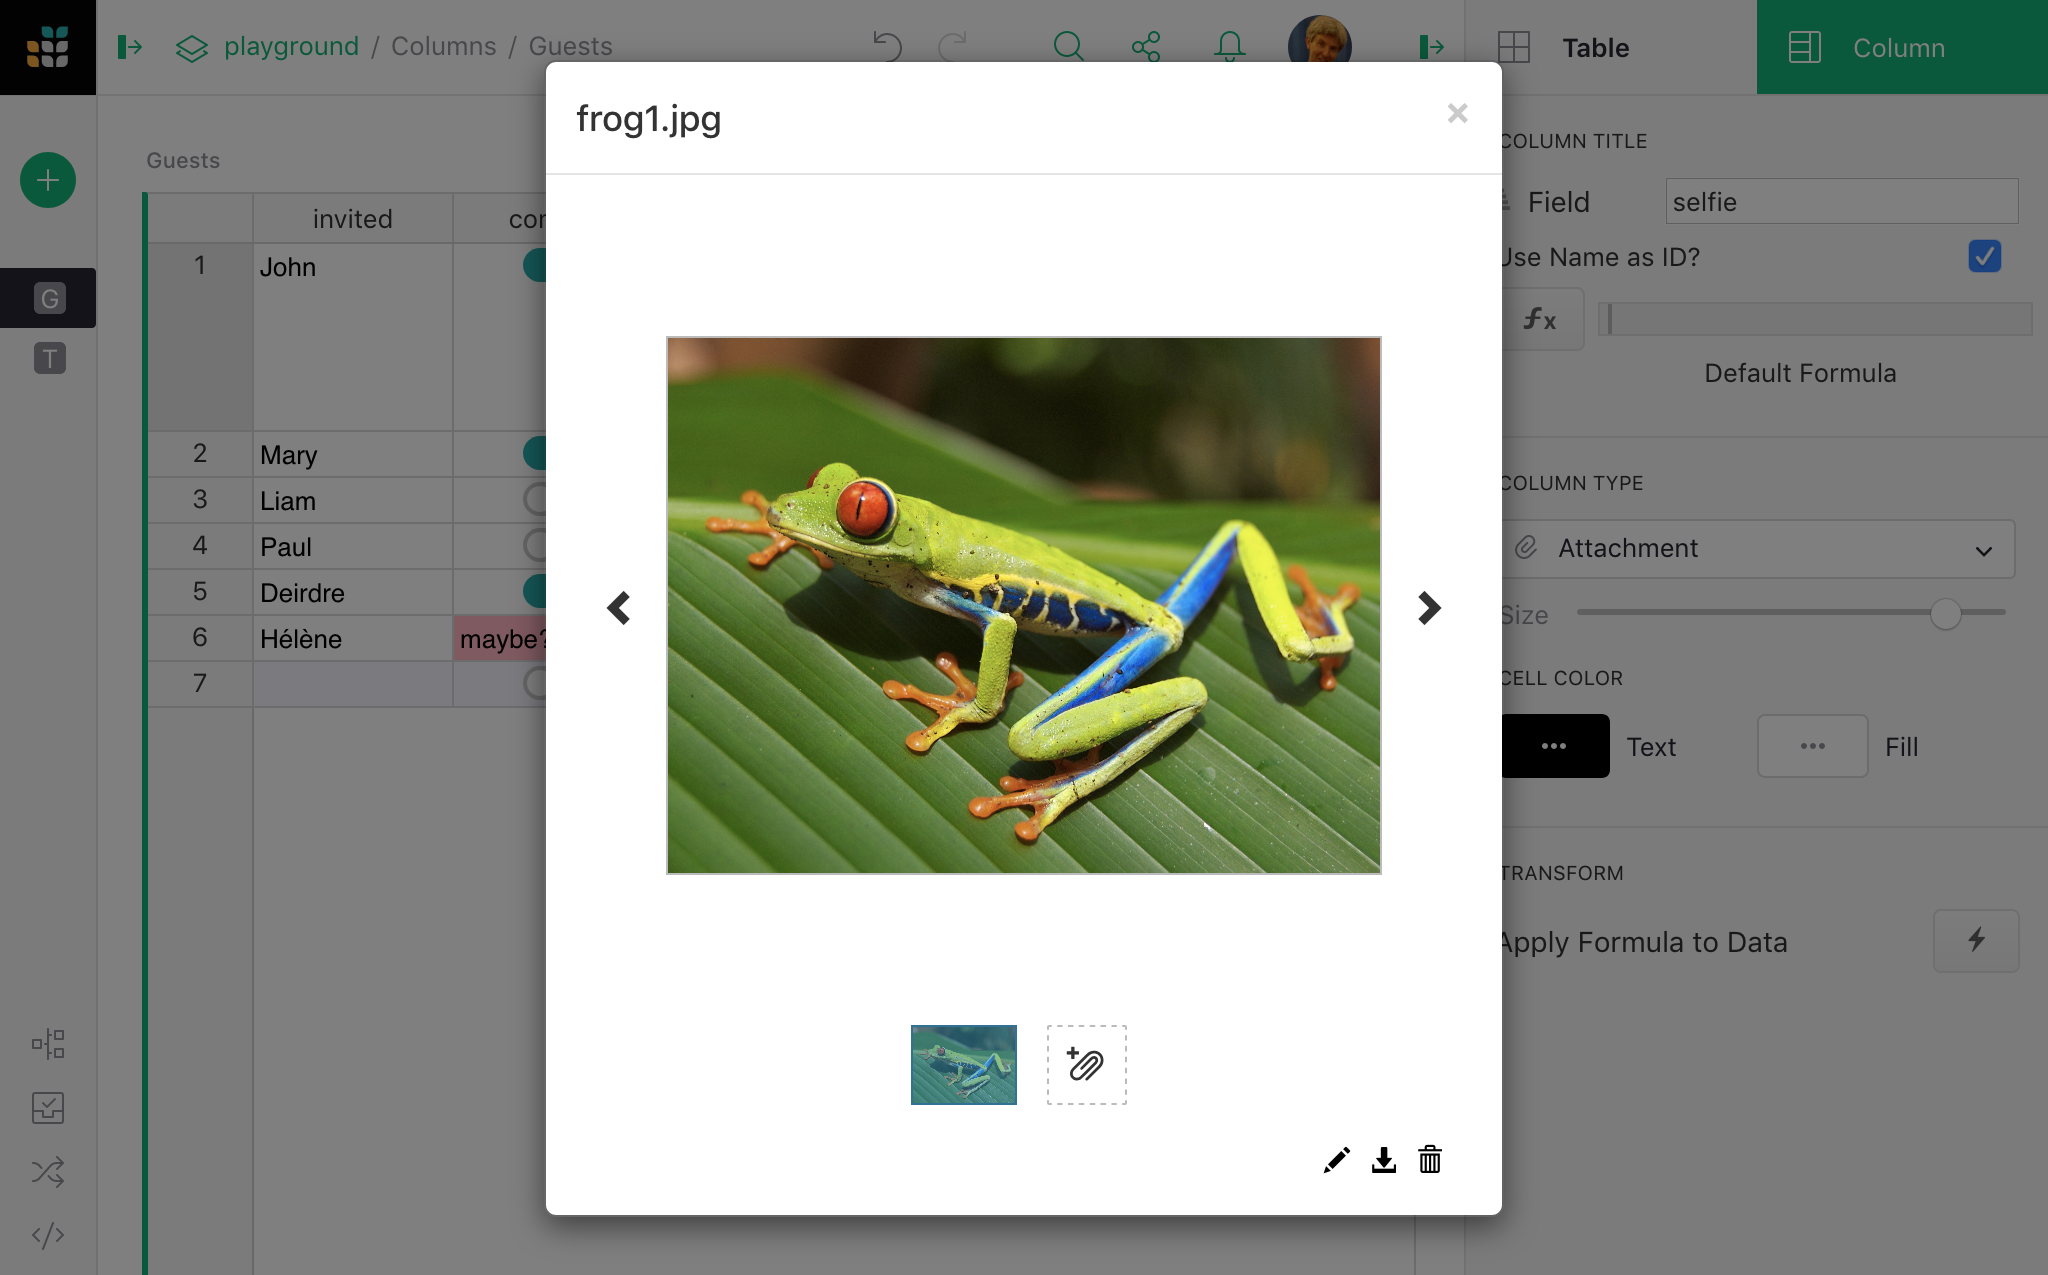 playground / Columns / Guests
Table
Column
frog1.jpg
×
Guests
invited
1
John
2
Mary
3
Liam
4
Paul
5
Deirdre
6
Hélène
maybe?
7
G
T
COLUMN TITLE
Field
selfie
Use Name as ID?
ƒx
Default Formula
COLUMN TYPE
Attachment
Size
CELL COLOR
Text
Fill
TRANSFORM
Apply Formula to Data